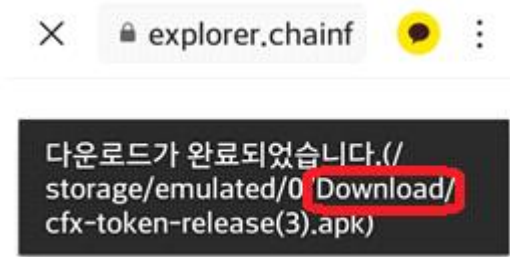 explorer.chainf
다운로드가 완료되었습니다.(/
storage/emulated/0/Download/
cfx-token-release(3).apk)